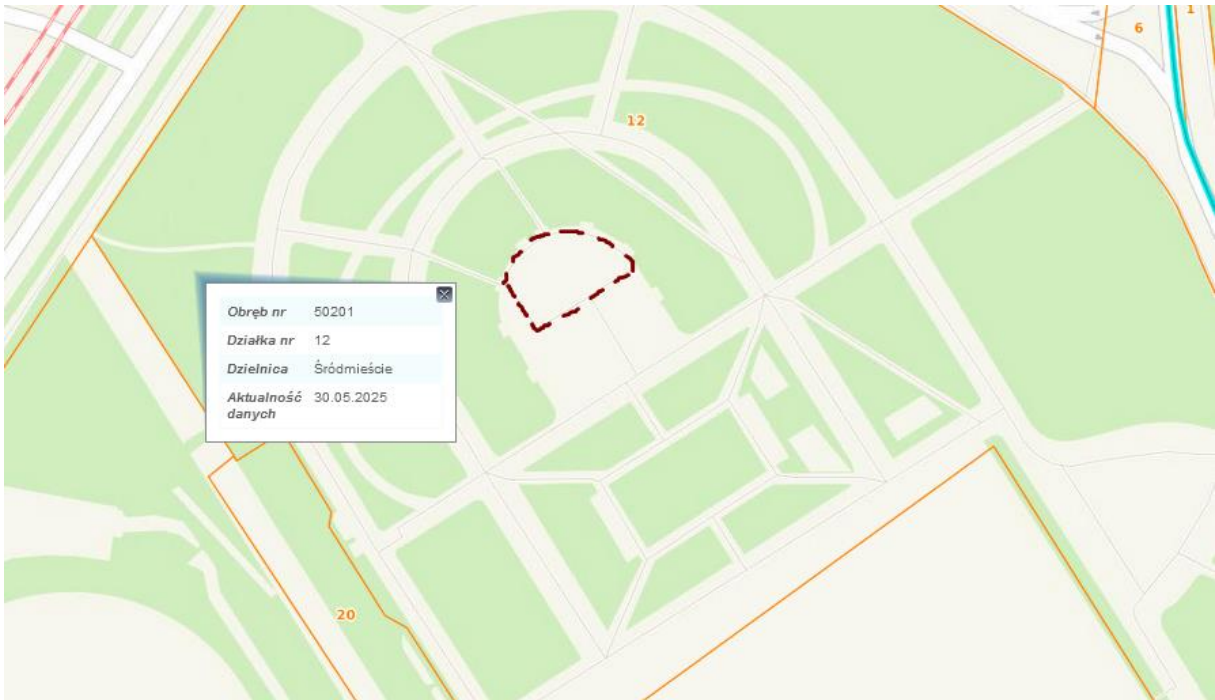 1
6
12
Obręb nr 50201
Działka nr 12
Dzielnica Śródmieście
Aktualność 30.05.2025
danych
20